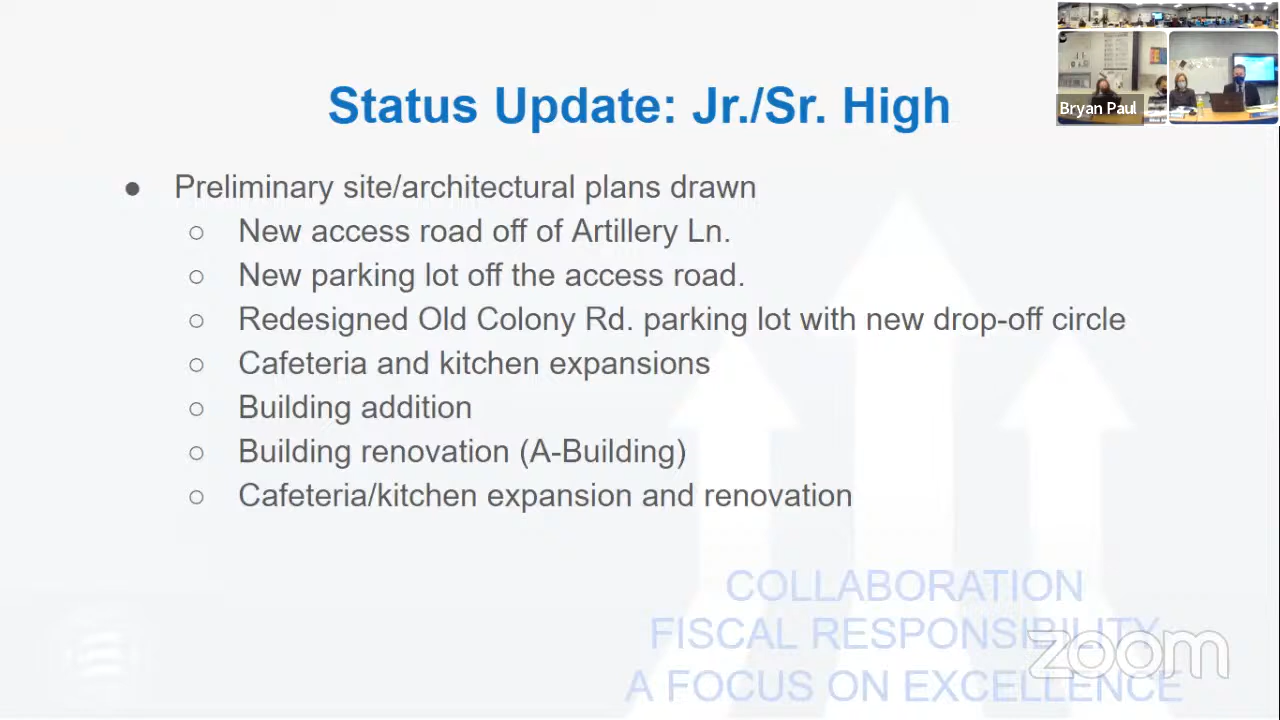 Status Update: Jr./Sr. High
Bryan Paul
● Preliminary site/architectural plans drawn
○ New access road off of Artillery Ln.
○ New parking lot off the access road.
○ Redesigned Old Colony Rd. parking lot with new drop-off circle
○ Cafeteria and kitchen expansions
○ Building addition
○ Building renovation (A-Building)
○ Cafeteria/kitchen expansion and renovation
COLLABORATION
FISCAL RESPONSIBILITY
zoom
A FOCUS ON EXCELLENCE